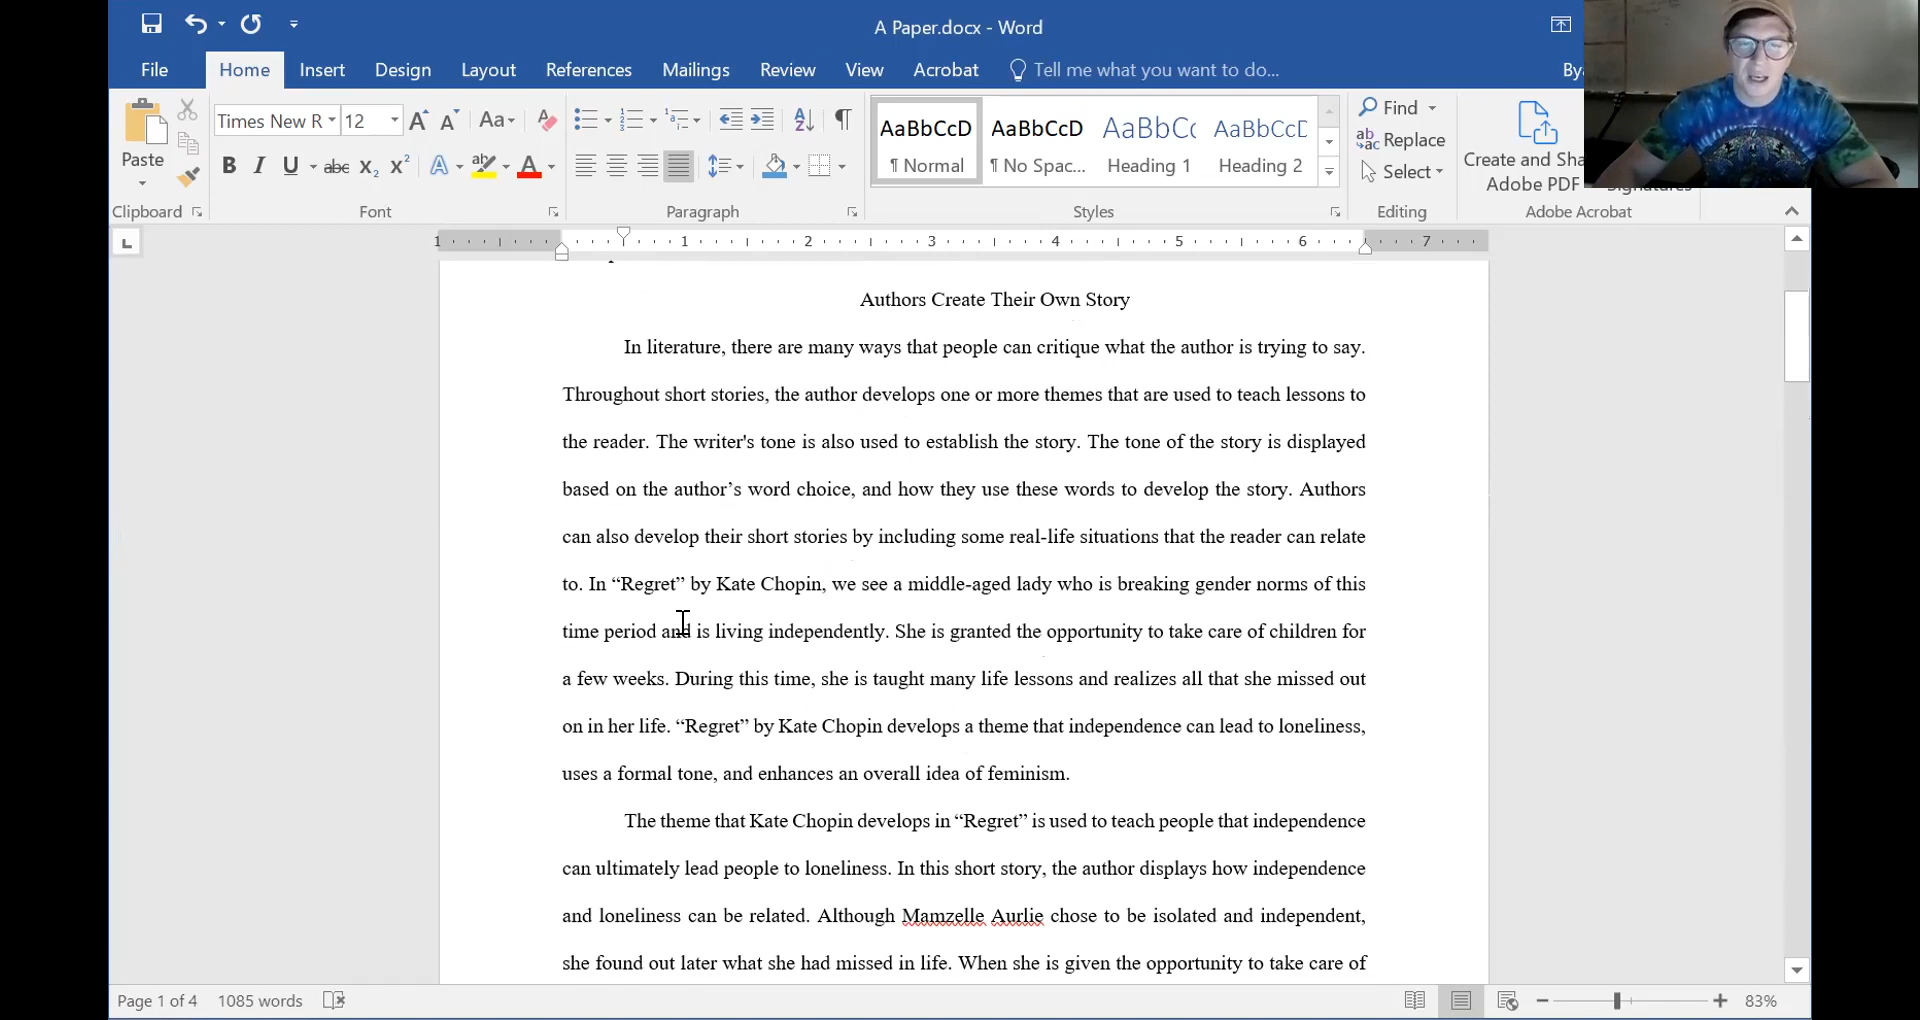 A Paper.docx - Word
File Home Insert Design Layout References Mailings Review View Acrobat Tell me what you want to do...
Times New R 12 Aa
Paste
Clipboard Font Paragraph Styles Editing Adobe Acrobat
AaBbCcD AaBbCcD
¶ Normal ¶ No Spac... Heading 1 Heading 2
Find
Replace
Select
Create and Sha
Adobe PDF
1 1 2 3 4 5 6 7
Authors Create Their Own Story
In literature, there are many ways that people can critique what the author is trying to say.
Throughout short stories, the author develops one or more themes that are used to teach lessons to
the reader. The writer's tone is also used to establish the story. The tone of the story is displayed
based on the author’s word choice, and how they use these words to develop the story. Authors
can also develop their short stories by including some real-life situations that the reader can relate
to. In “Regret” by Kate Chopin, we see a middle-aged lady who is breaking gender norms of this
time period and is living independently. She is granted the opportunity to take care of children for
a few weeks. During this time, she is taught many life lessons and realizes all that she missed out
on in her life. “Regret” by Kate Chopin develops a theme that independence can lead to loneliness,
uses a formal tone, and enhances an overall idea of feminism.
The theme that Kate Chopin develops in “Regret” is used to teach people that independence
can ultimately lead people to loneliness. In this short story, the author displays how independence
and loneliness can be related. Although Mamzelle Aurlie chose to be isolated and independent,
she found out later what she had missed in life. When she is given the opportunity to take care of
Page 1 of 4 1085 words 83%